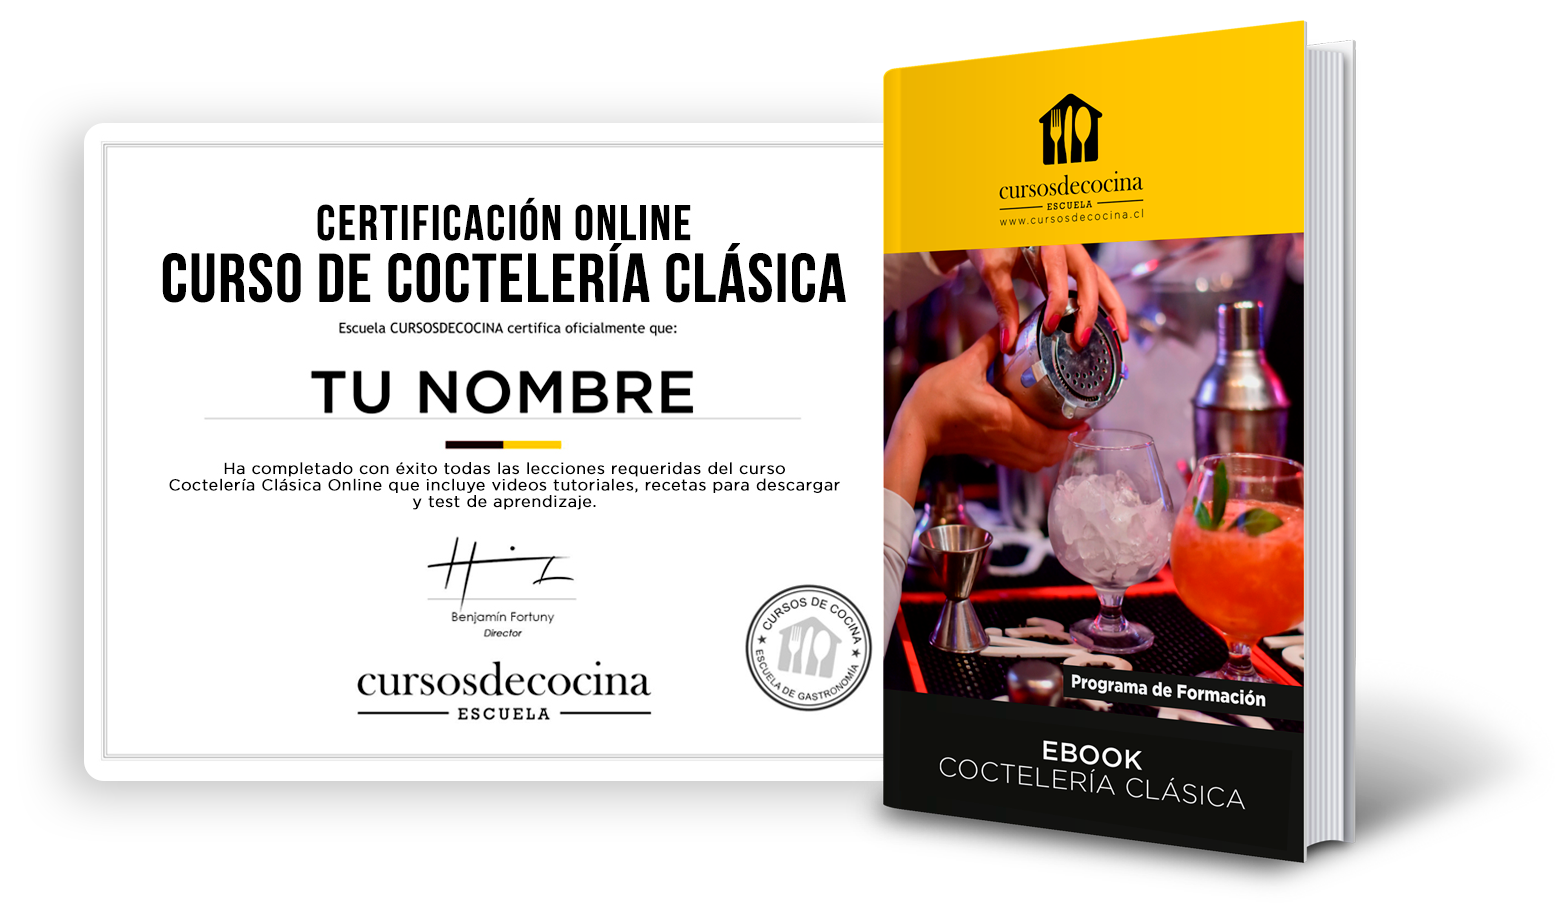 CERTIFICACIÓN ONLINE
CURSO DE COCTELERÍA CLÁSICA
Escuela CURSOSDECOCINA certifica oficialmente que:
TU NOMBRE
Ha completado con éxito todas las lecciones requeridas del curso
Coctelería Clásica Online que incluye videos tutoriales, recetas para descargar
y test de aprendizaje.
Benjamín Fortuny
Director
cursosdecocina
ESCUELA
CURSOS DE COCINA
ESCUELA DE GASTRONOMÍA
cursosdecocina
ESCUELA
www.cursosdecocina.cl
Programa de Formación
EBOOK
COCTELERÍA CLÁSICA